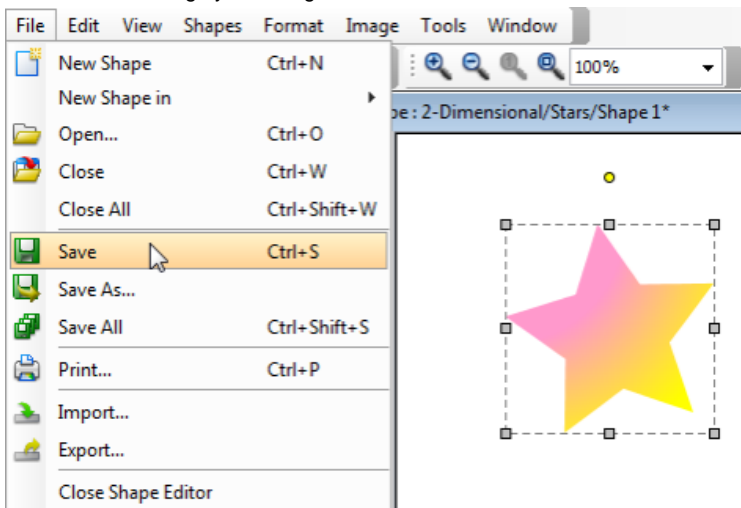 File Edit View Shapes Format Image Tools Window
New Shape Ctrl+N
100%
New Shape in
pe : 2-Dimensional/Stars/Shape 1*
Open... Ctrl+O
Close Ctrl+W
Close All Ctrl+Shift+W
Save Ctrl+S
Save As...
Save All Ctrl+Shift+S
Print... Ctrl+P
Import...
Export...
Close Shape Editor